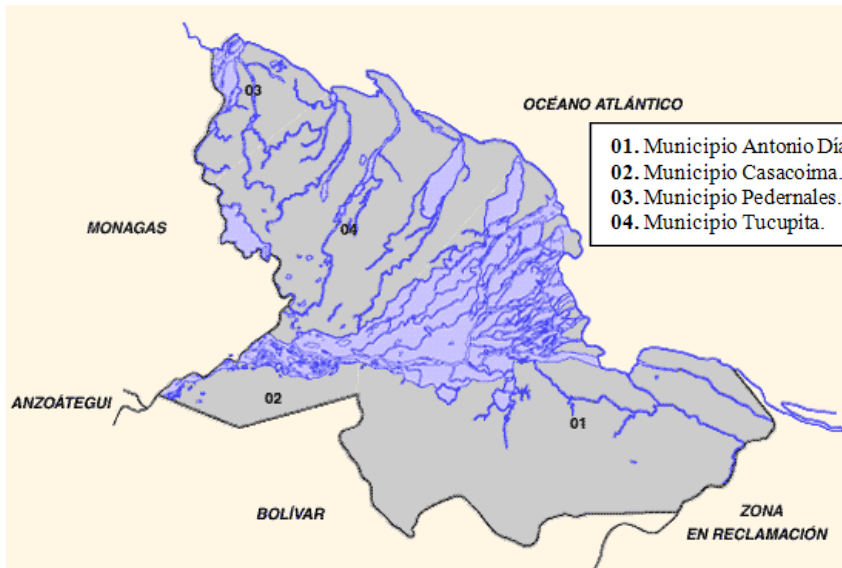 03
OCÉANO ATLÁNTICO
01. Municipio Antonio Día
02. Municipio Casacoima.
03. Municipio Pedernales.
04. Municipio Tucupita.
MONAGAS
04
ANZOÁTEGUI
02
01
BOLÍVAR
ZONA
EN RECLAMACIÓN